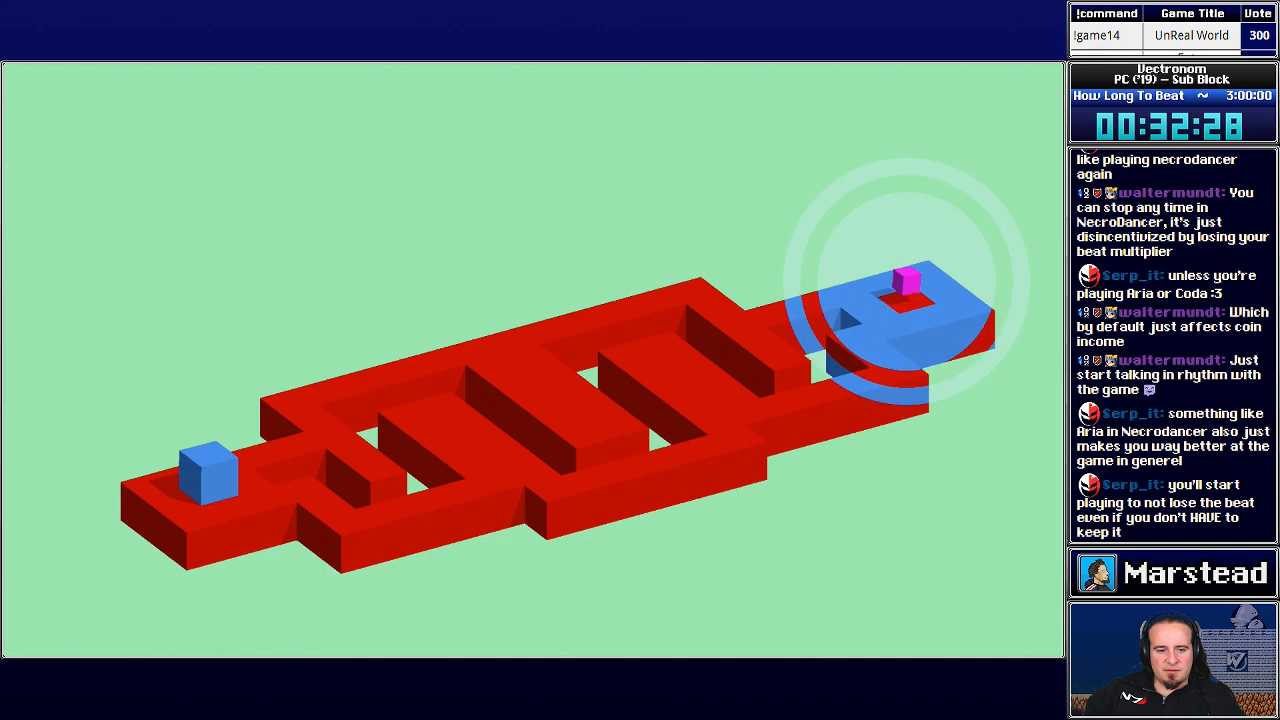 !command Game Title Vote
!game14 UnReal World 300
Vectronom
PC ('19) – Sub Block
How Long To Beat ~ 3:00:00
00:32:28
like playing necrodancer
again
waltermundt: You
can stop any time in
NecroDancer, it's just
disincentivized by losing your
beat multiplier
Serp_it: unless you're
playing Aria or Coda :3
waltermundt: Which
by default just affects coin
income
waltermundt: Just
start talking in rhythm with
the game
Serp_it: something like
Aria in Necrodancer also just
makes you way better at the
game in generel
Serp_it: you'll start
playing to not lose the beat
even if you don't HAVE to
keep it
Marstead